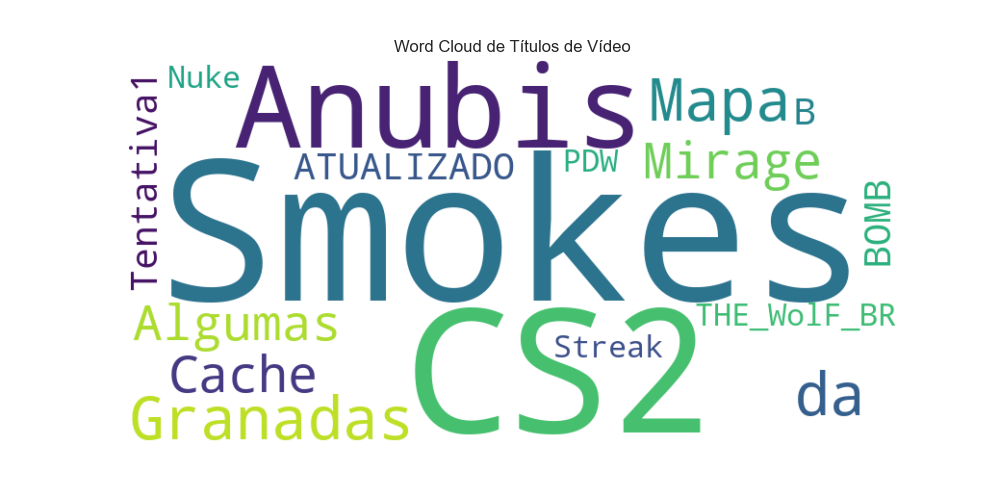 Word Cloud de Títulos de Vídeo
Nuke
Anubis
Mapa
B
Tentativa1
ATUALIZADO
PDW
Mirage
Smokes
BOMB
Algumas
CS2
THE_WolF_BR
Streak
Cache
da
Granadas